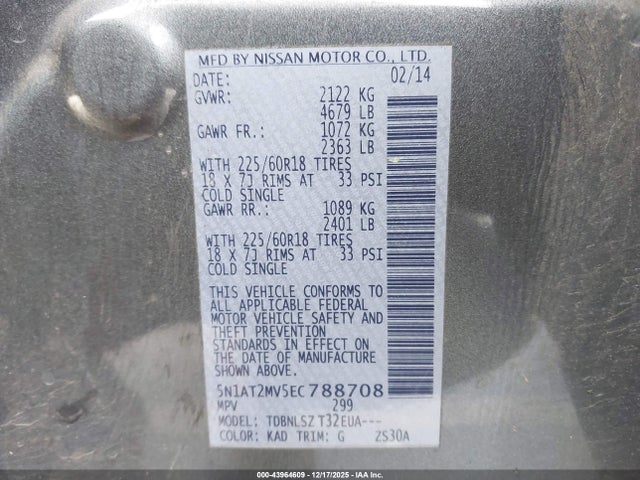 MFD BY NISSAN MOTOR CO., LTD.
DATE: 02/14
GVWR: 2122 KG
4679 LB
GAWR FR.: 1072 KG
2363 LB
WITH 225/60R18 TIRES
18 X 7J RIMS AT 33 PSI
COLD SINGLE
GAWR RR.: 1089 KG
2401 LB
WITH 225/60R18 TIRES
18 X 7J RIMS AT 33 PSI
COLD SINGLE
THIS VEHICLE CONFORMS TO
ALL APPLICABLE FEDERAL
MOTOR VEHICLE SAFETY AND
THEFT PREVENTION
STANDARDS IN EFFECT ON
THE DATE OF MANUFACTURE
SHOWN ABOVE.
5N1AT2MV5EC788708
MPV 299
MODEL: TDBNLSZ T32EUA---
COLOR: KAD TRIM: G 2S30A
000-43964609 - 12/17/2025 - IAA Inc.